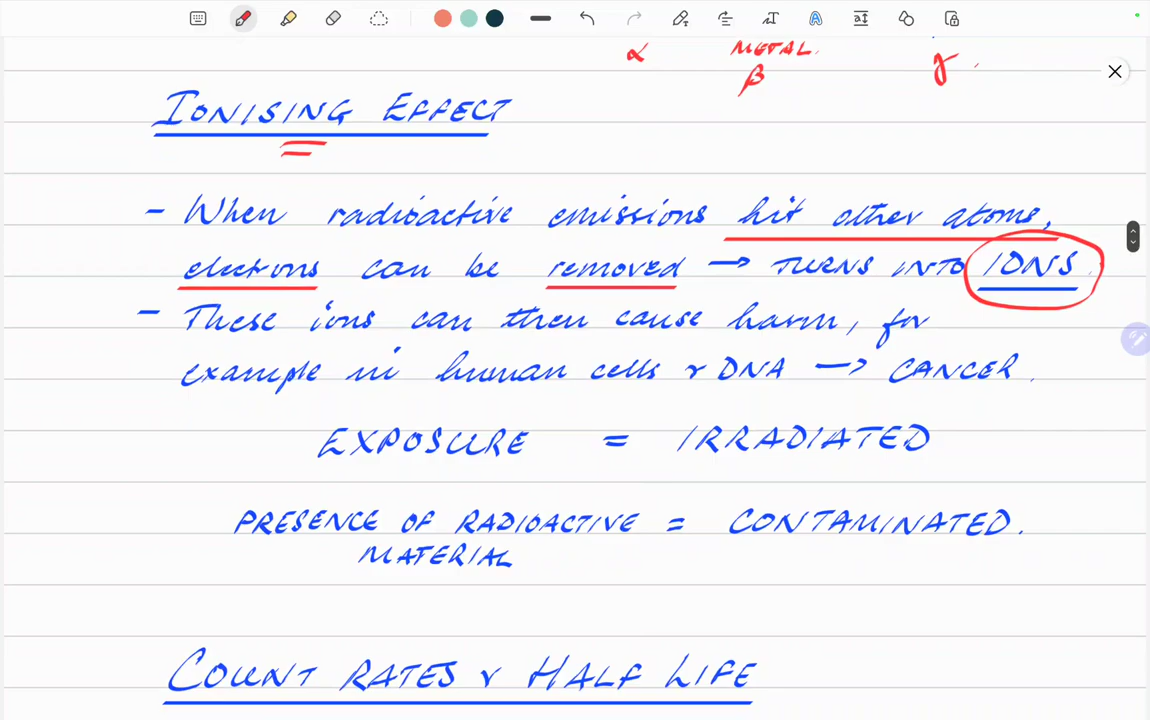 α METAL. β γ
IONISING EFFECT
- When radioactive emissions hit other atoms,
electrons can be removed → TURNS INTO IONS.
- These ions can then cause harm, for
example in human cells & DNA → CANCER.
EXPOSURE = IRRADIATED
PRESENCE OF RADIOACTIVE = CONTAMINATED.
MATERIAL
COUNT RATES & HALF LIFE